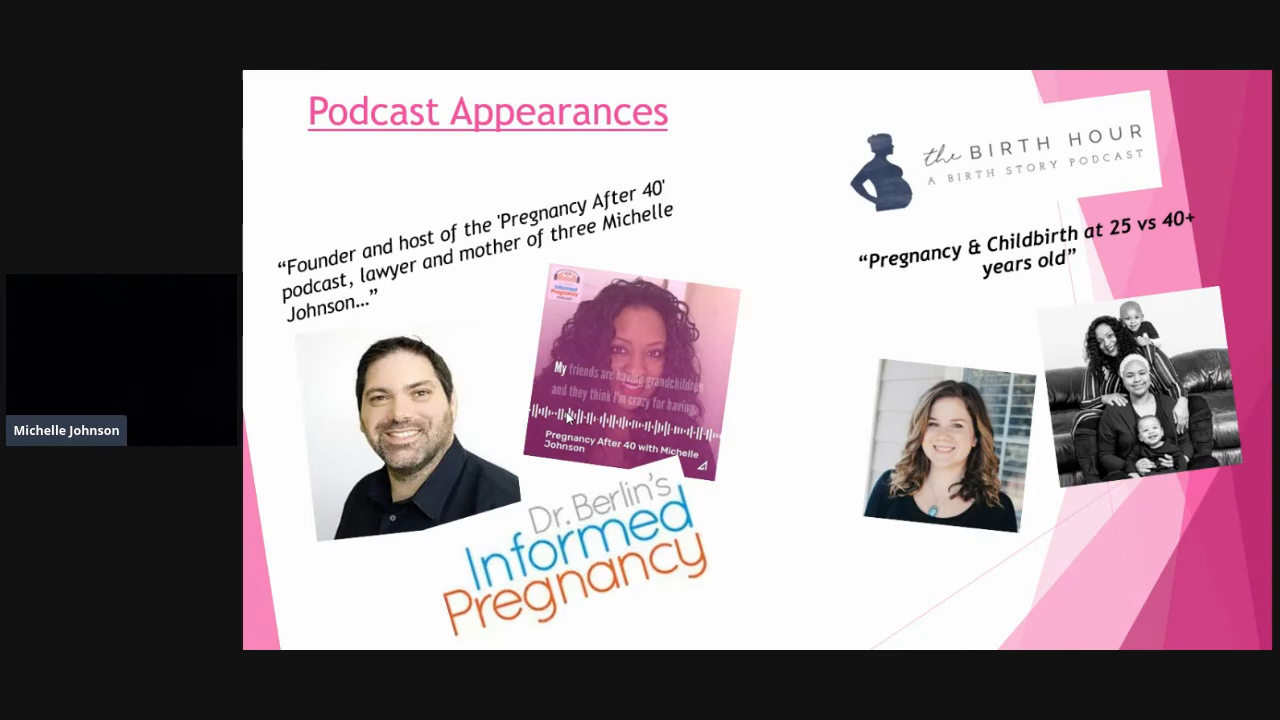 Podcast Appearances
“Founder and host of the 'Pregnancy After 40'
podcast, lawyer and mother of three Michelle
Johnson…”
Informed
Pregnancy
My friends are having grandchildren
and they think I'm crazy for having.
Pregnancy After 40 with Michelle
Johnson
Dr. Berlin's
Informed
Pregnancy
the BIRTH HOUR
A BIRTH STORY PODCAST
“Pregnancy & Childbirth at 25 vs 40+
years old”
Michelle Johnson